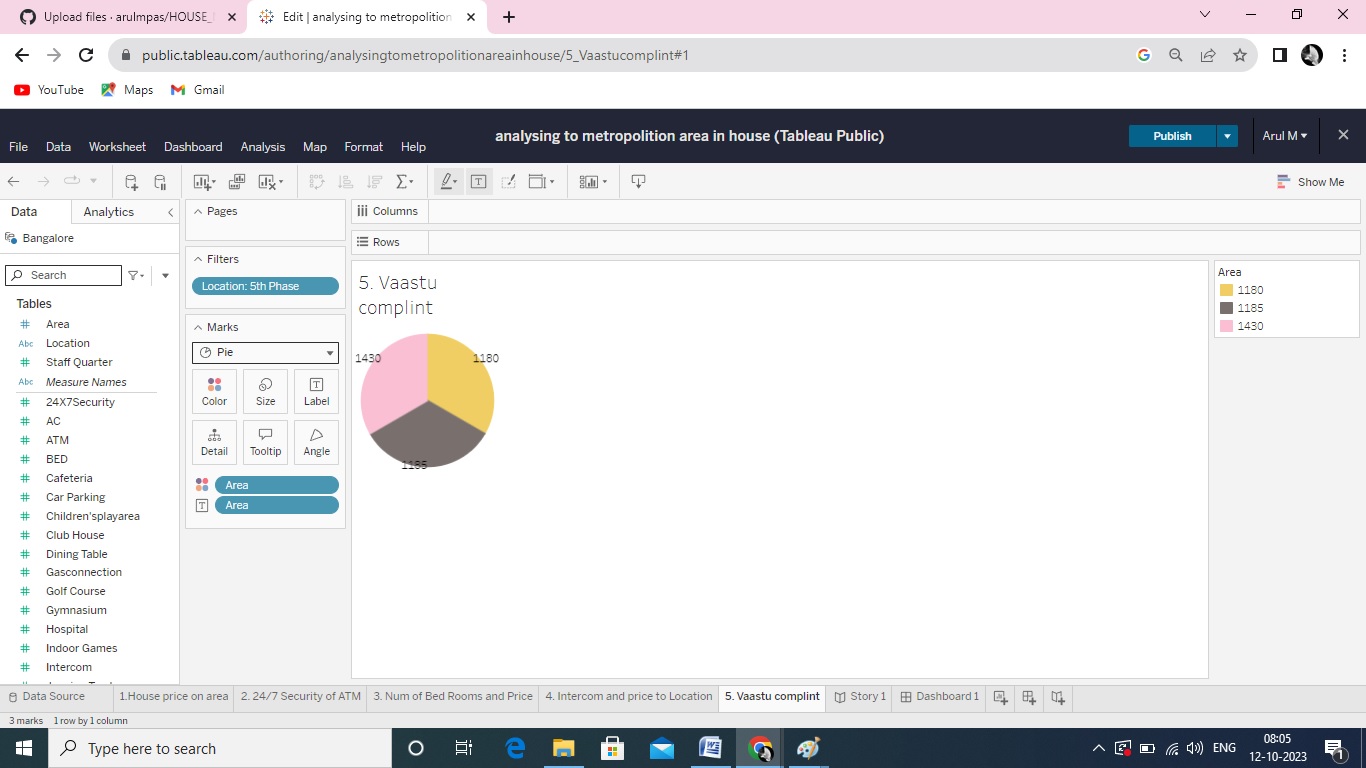 Upload files · arulmpas/HOUSE_
Edit | analysing to metropolition
public.tableau.com/authoring/analysingtometropolitionareainhouse/5_Vaastucomplint#1
YouTube Maps Gmail
analysing to metropolition area in house (Tableau Public)
Publish
Arul M
File Data Worksheet Dashboard Analysis Map Format Help
Show Me
Data Analytics
Bangalore
Search
Tables
Area
Abc Location
Staff Quarter
Abc Measure Names
24X7Security
AC
ATM
BED
Cafeteria
Car Parking
Children'splayarea
Club House
Dining Table
Gasconnection
Golf Course
Gymnasium
Hospital
Indoor Games
Intercom
Pages
Filters
Location: 5th Phase
Marks
Pie
Color Size Label
Detail Tooltip Angle
Area
Area
Columns
Rows
5. Vaastu
complint
1430
1180
1185
Area
1180
1185
1430
Data Source 1.House price on area 2. 24/7 Security of ATM 3. Num of Bed Rooms and Price 4. Intercom and price to Location 5. Vaastu complint Story 1 Dashboard 1
3 marks 1 row by 1 column
Type here to search
ENG
08:05
12-10-2023
1